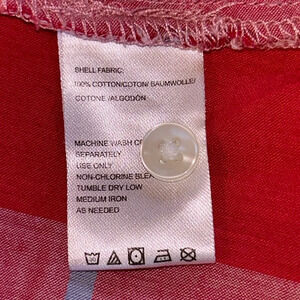 SHELL FABRIC:
100% COTTON/COTON/ BAUMWOLLE/
COTONE /ALGODÓN
MACHINE WASH
SEPARATELY
USE ONLY
NON-CHLORINE
TUMBLE DRY LOW
MEDIUM IRON
AS NEEDED